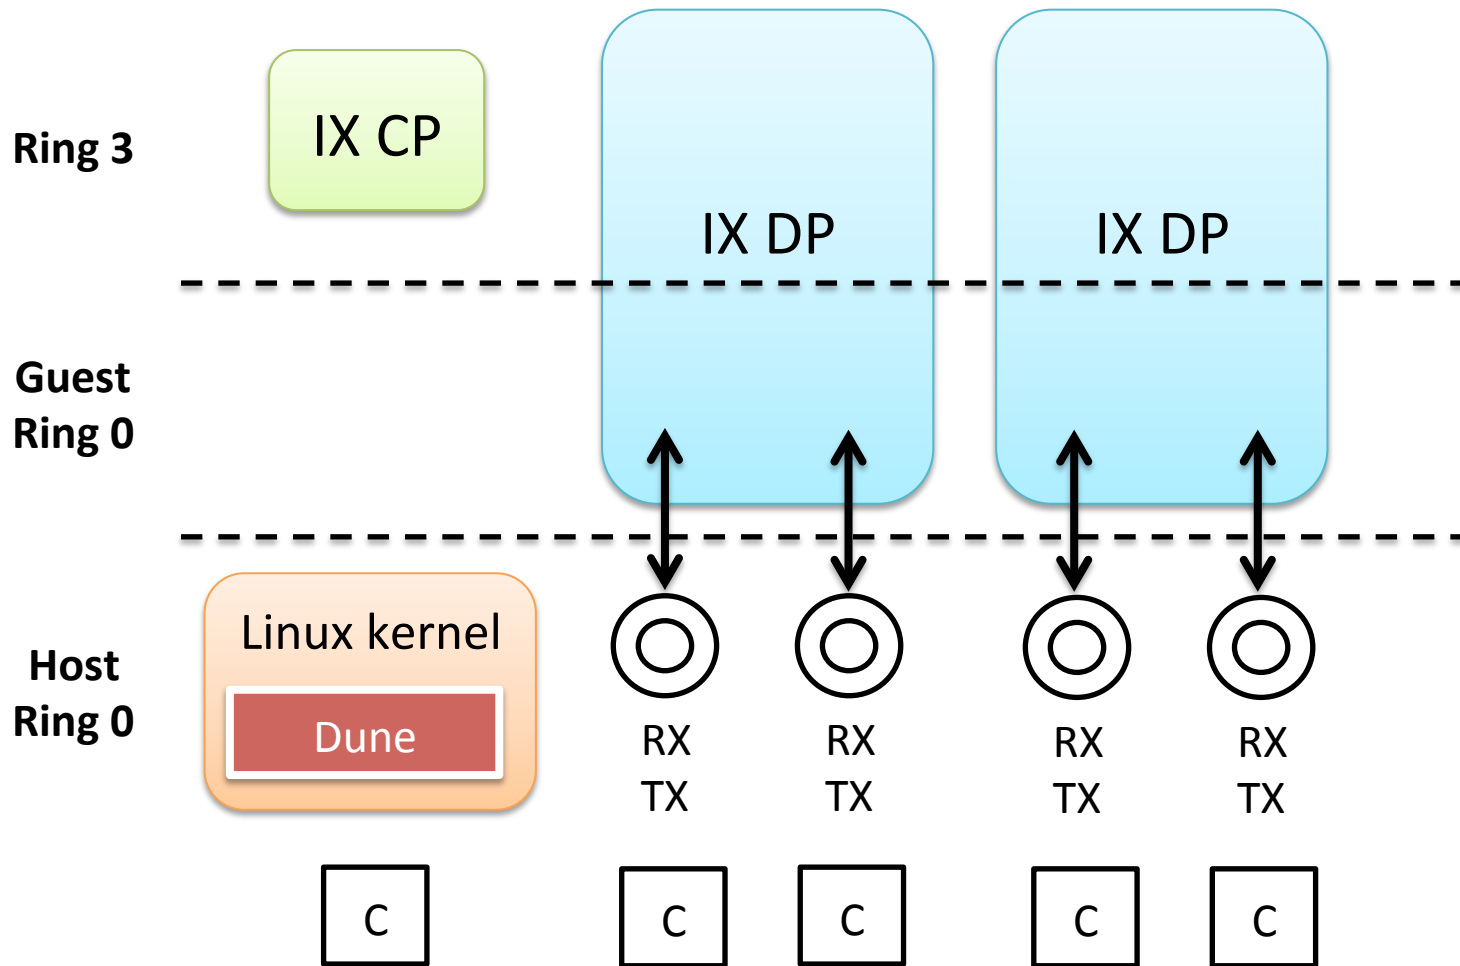 Ring 3
IX CP
IX DP
IX DP
Guest
Ring 0
Host
Ring 0
Linux kernel
Dune
RX
TX
RX
TX
RX
TX
RX
TX
C
C
C
C
C